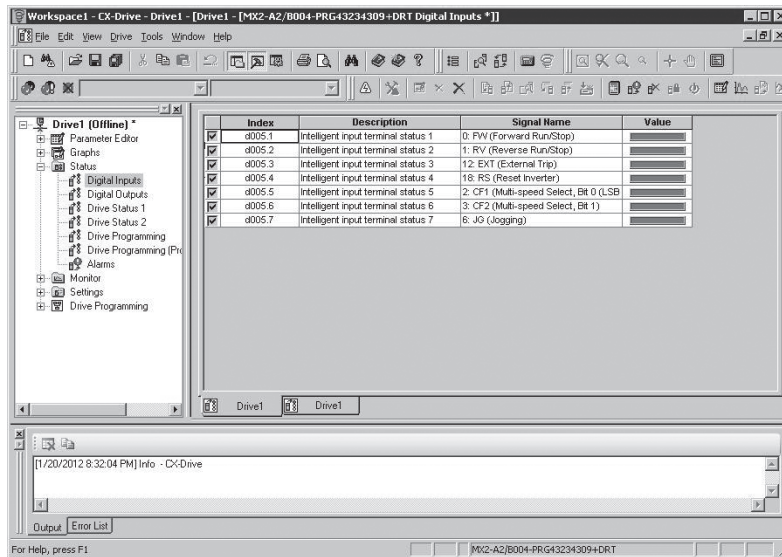 Workspace1 - CX-Drive - Drive1 - [Drive1 - [MX2-A2/B004-PRG43234309+DRT Digital Inputs *]]
File Edit View Drive Tools Window Help
Drive1 (Offline) *
Parameter Editor
Graphs
Status
Digital Inputs
Digital Outputs
Drive Status 1
Drive Status 2
Drive Programming
Drive Programming (Pro
Alarms
Monitor
Settings
Drive Programming
Index Description Signal Name Value
d005.1 Intelligent input terminal status 1 0: FW (Forward Run/Stop)
d005.2 Intelligent input terminal status 2 1: RV (Reverse Run/Stop)
d005.3 Intelligent input terminal status 3 12: EXT (External Trip)
d005.4 Intelligent input terminal status 4 18: RS (Reset Inverter)
d005.5 Intelligent input terminal status 5 2: CF1 (Multi-speed Select, Bit 0 (LSB
d005.6 Intelligent input terminal status 6 3: CF2 (Multi-speed Select, Bit 1)
d005.7 Intelligent input terminal status 7 6: JG (Jogging)
Drive1 Drive1
[1/20/2012 8:32:04 PM] Info - CX-Drive
Output Error List
For Help, press F1 MX2-A2/B004-PRG43234309+DRT